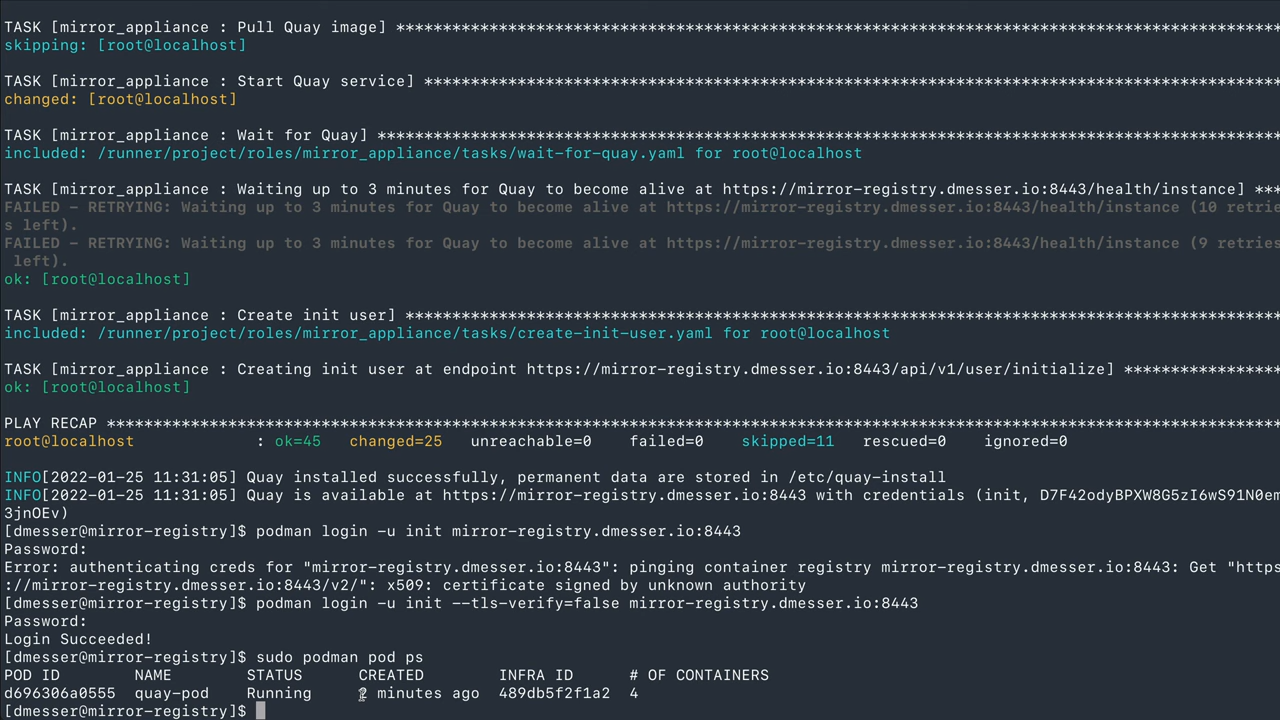 TASK [mirror_appliance : Pull Quay image] **********************************************************************************************
skipping: [root@localhost]
TASK [mirror_appliance : Start Quay service] *******************************************************************************************
changed: [root@localhost]
TASK [mirror_appliance : Wait for Quay] ************************************************************************************************
included: /runner/project/roles/mirror_appliance/tasks/wait-for-quay.yaml for root@localhost
TASK [mirror_appliance : Waiting up to 3 minutes for Quay to become alive at https://mirror-registry.dmesser.io:8443/health/instance] ***
FAILED - RETRYING: Waiting up to 3 minutes for Quay to become alive at https://mirror-registry.dmesser.io:8443/health/instance (10 retrie
s left).
FAILED - RETRYING: Waiting up to 3 minutes for Quay to become alive at https://mirror-registry.dmesser.io:8443/health/instance (9 retries
 left).
ok: [root@localhost]
TASK [mirror_appliance : Create init user] *********************************************************************************************
included: /runner/project/roles/mirror_appliance/tasks/create-init-user.yaml for root@localhost
TASK [mirror_appliance : Creating init user at endpoint https://mirror-registry.dmesser.io:8443/api/v1/user/initialize] *****************
ok: [root@localhost]
PLAY RECAP *****************************************************************************************************************************
root@localhost             : ok=45   changed=25   unreachable=0    failed=0    skipped=11   rescued=0    ignored=0
INFO[2022-01-25 11:31:05] Quay installed successfully, permanent data are stored in /etc/quay-install
INFO[2022-01-25 11:31:05] Quay is available at https://mirror-registry.dmesser.io:8443 with credentials (init, D7F42odyBPXW8G5zI6wS91N0em
3jnOEv)
[dmesser@mirror-registry]$ podman login -u init mirror-registry.dmesser.io:8443
Password:
Error: authenticating creds for "mirror-registry.dmesser.io:8443": pinging container registry mirror-registry.dmesser.io:8443: Get "https
://mirror-registry.dmesser.io:8443/v2/": x509: certificate signed by unknown authority
[dmesser@mirror-registry]$ podman login -u init --tls-verify=false mirror-registry.dmesser.io:8443
Password:
Login Succeeded!
[dmesser@mirror-registry]$ sudo podman pod ps
POD ID        NAME        STATUS      CREATED        INFRA ID      # OF CONTAINERS
d696306a0555  quay-pod    Running     2 minutes ago  489db5f2f1a2  4
[dmesser@mirror-registry]$